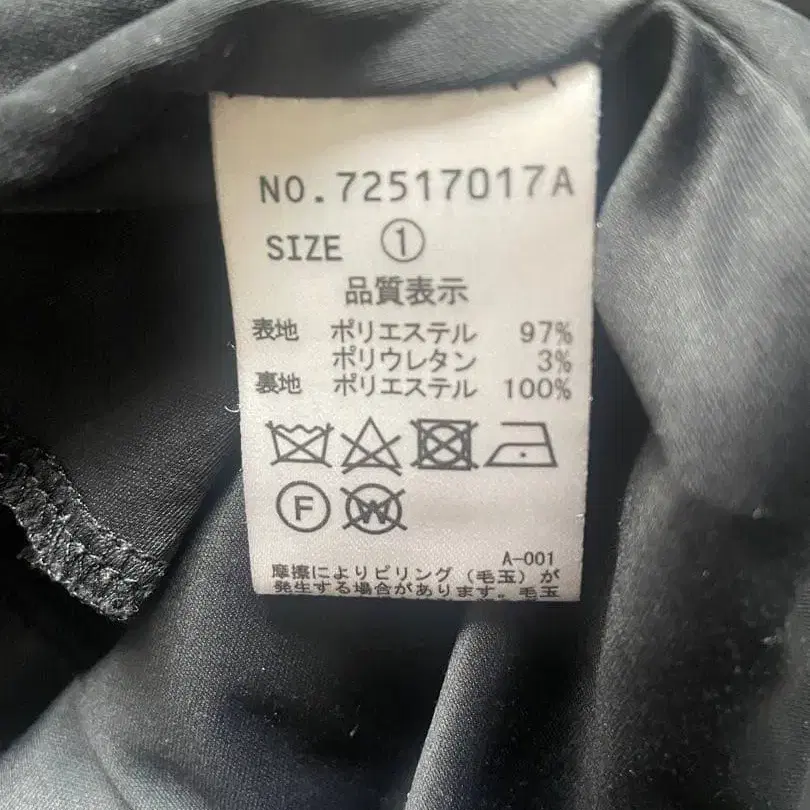 NO.72517017A
SIZE ①
品質表示
表地 ポリエステル 97%
ポリウレタン 3%
裏地 ポリエステル 100%
F W
A-001
摩擦によりピリング(毛玉)が
発生する場合があります。毛玉